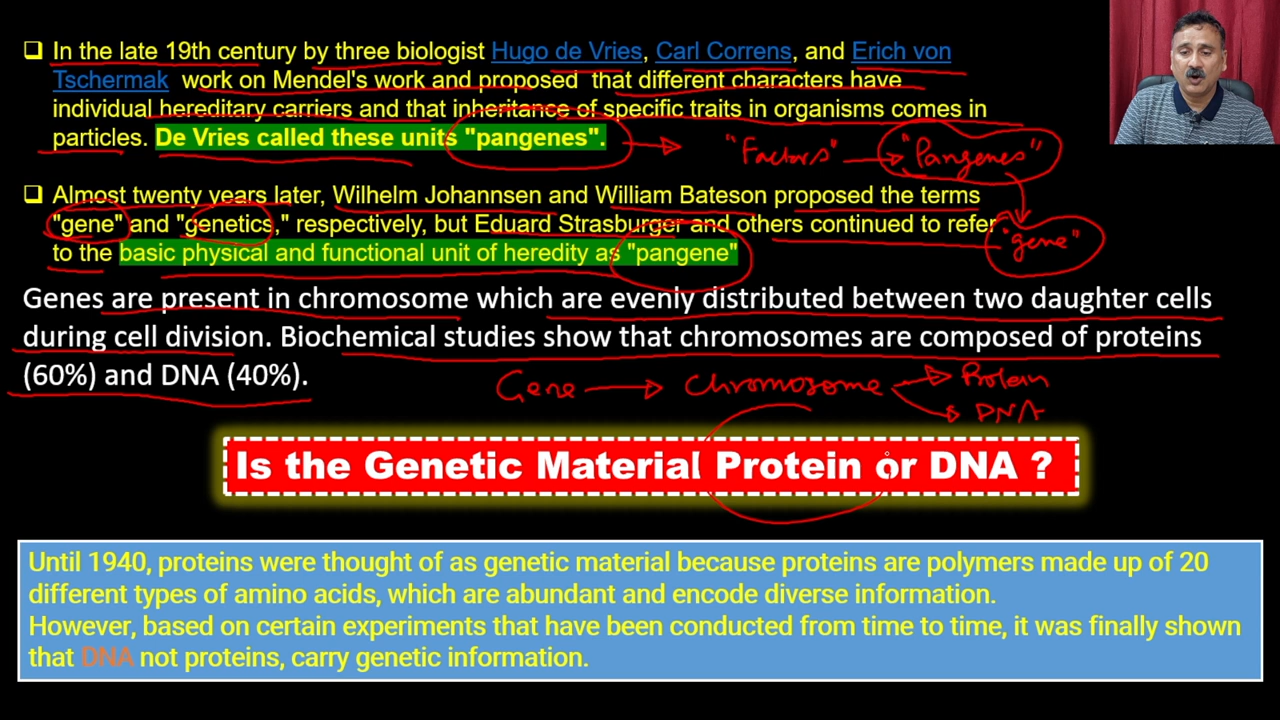 In the late 19th century by three biologist Hugo de Vries, Carl Correns, and Erich von
Tschermak work on Mendel's work and proposed that different characters have
individual hereditary carriers and that inheritance of specific traits in organisms comes in
particles. De Vries called these units "pangenes".
"Factors" "Pangenes"
Almost twenty years later, Wilhelm Johannsen and William Bateson proposed the terms
"gene" and "genetics," respectively, but Eduard Strasburger and others continued to refer
to the basic physical and functional unit of heredity as "pangene"
"gene"
Genes are present in chromosome which are evenly distributed between two daughter cells
during cell division. Biochemical studies show that chromosomes are composed of proteins
(60%) and DNA (40%).
Gene Chromosome Protein
DNA
Is the Genetic Material Protein or DNA ?
Until 1940, proteins were thought of as genetic material because proteins are polymers made up of 20
different types of amino acids, which are abundant and encode diverse information.
However, based on certain experiments that have been conducted from time to time, it was finally shown
that DNA not proteins, carry genetic information.